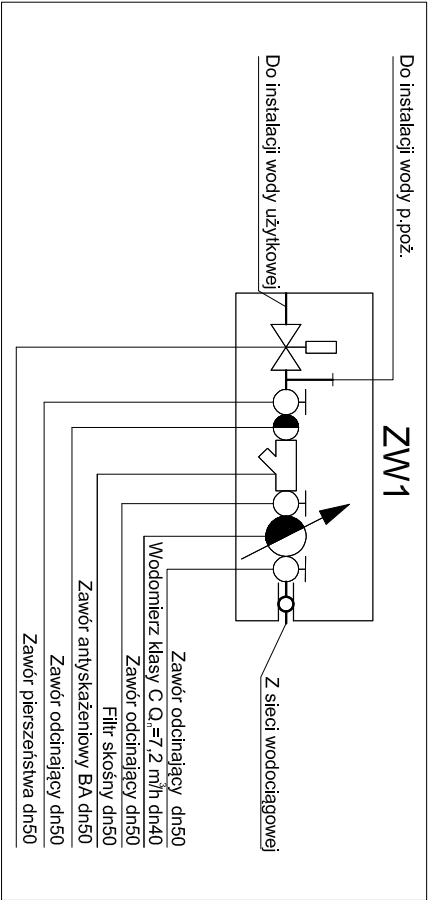 Do instalacji wody p.poż.
ZW1
Do instalacji wody użytkowej
Z sieci wodociągowej
Zawór odcinający dn50
Wodomierz klasy C Qₙ=7,2 m³/h dn40
Zawór odcinający dn50
Filtr skośny dn50
Zawór antyskażeniowy BA dn50
Zawór odcinający dn50
Zawór pierszeństwa dn50